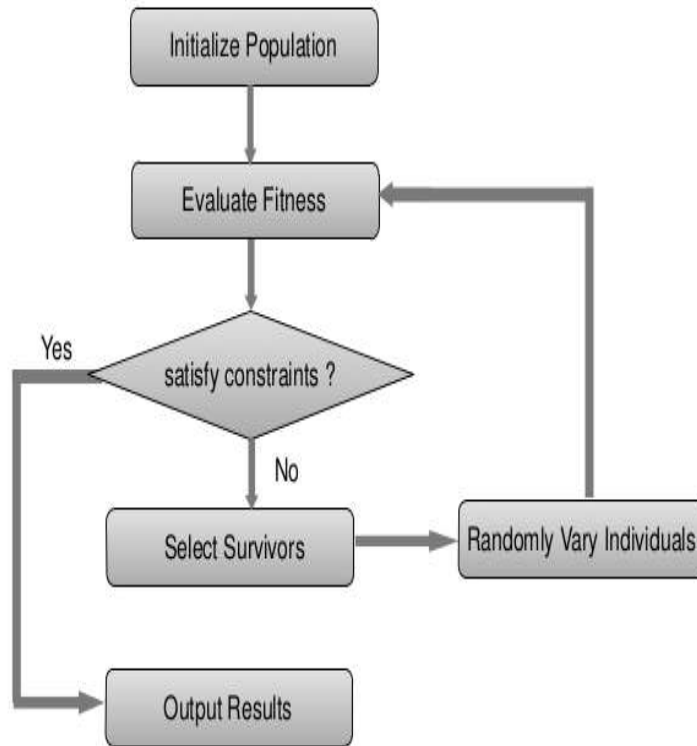 Initialize Population
Evaluate Fitness
Yes
satisfy constraints ?
No
Select Survivors
Randomly Vary Individuals
Output Results